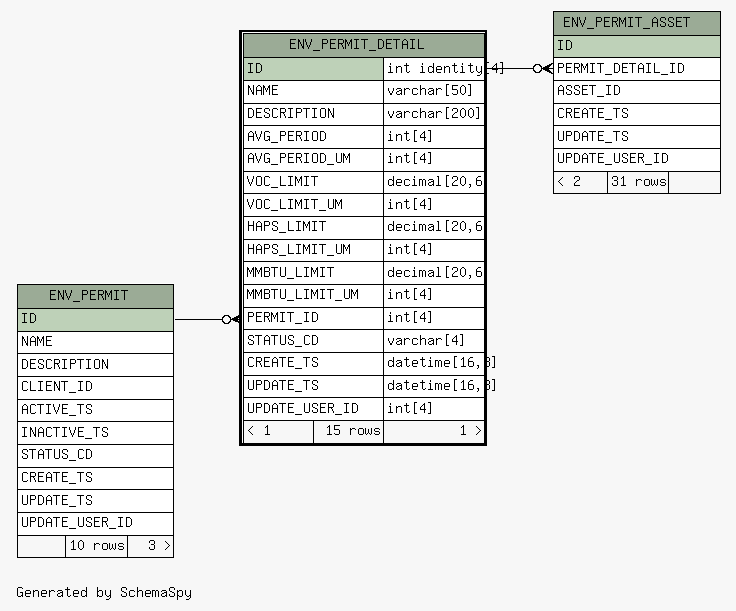 ENV_PERMIT_ASSET
ID
PERMIT_DETAIL_ID
ASSET_ID
CREATE_TS
UPDATE_TS
UPDATE_USER_ID
< 2 31 rows
ENV_PERMIT_DETAIL
ID int identity[4]
NAME varchar[50]
DESCRIPTION varchar[200]
AVG_PERIOD int[4]
AVG_PERIOD_UM int[4]
VOC_LIMIT decimal[20,6
VOC_LIMIT_UM int[4]
HAPS_LIMIT decimal[20,6
HAPS_LIMIT_UM int[4]
MMBTU_LIMIT decimal[20,6
MMBTU_LIMIT_UM int[4]
PERMIT_ID int[4]
STATUS_CD varchar[4]
CREATE_TS datetime[16,3]
UPDATE_TS datetime[16,3]
UPDATE_USER_ID int[4]
< 1 15 rows 1 >
ENV_PERMIT
ID
NAME
DESCRIPTION
CLIENT_ID
ACTIVE_TS
INACTIVE_TS
STATUS_CD
CREATE_TS
UPDATE_TS
UPDATE_USER_ID
10 rows 3 >
Generated by SchemaSpy